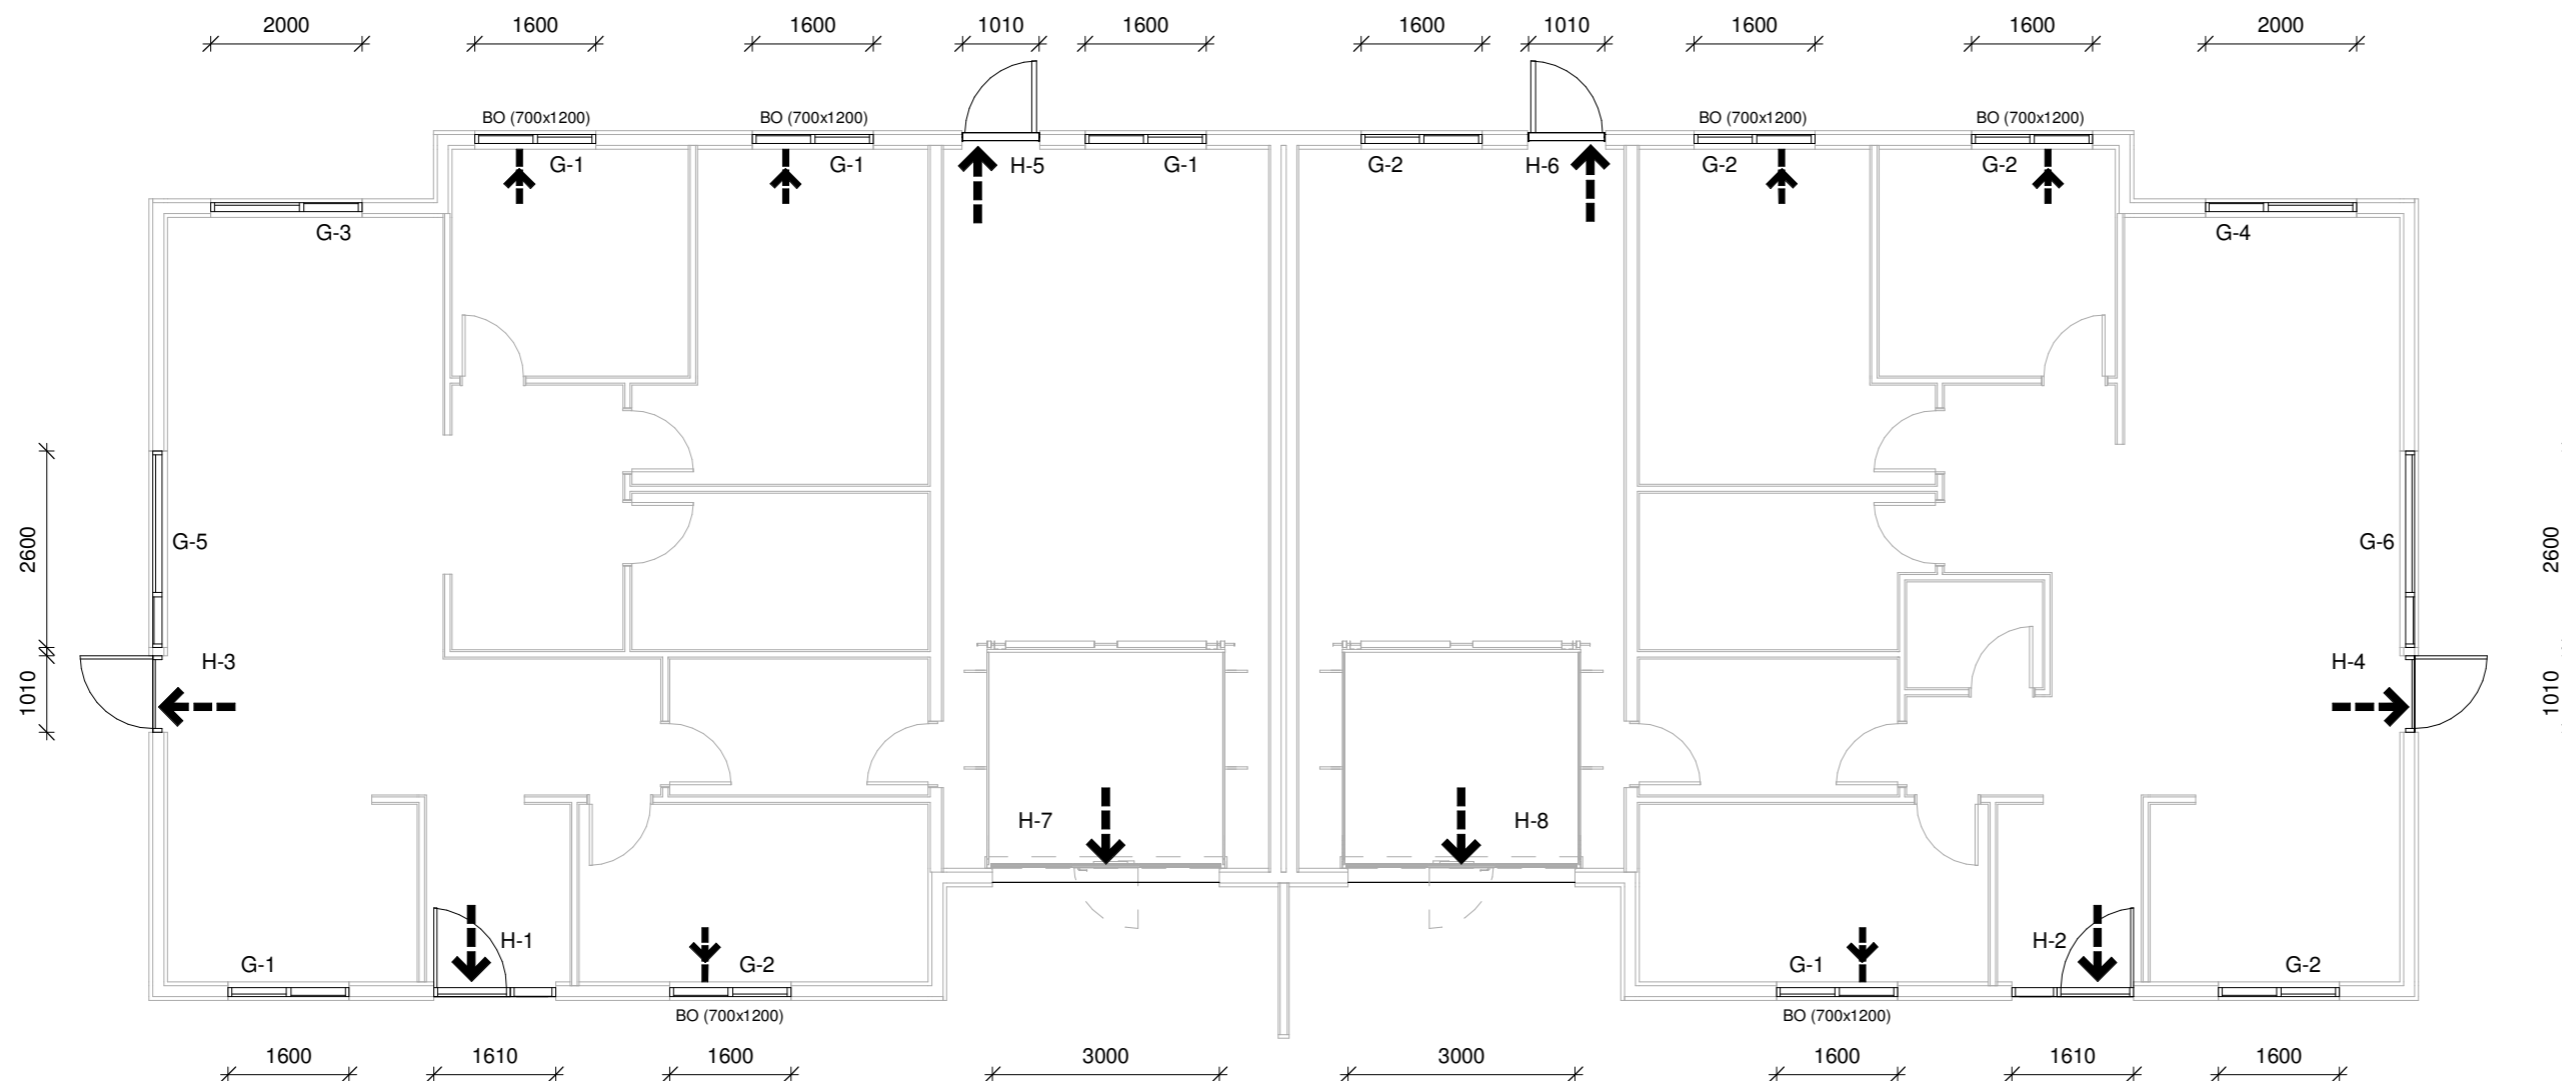 2000 1600 1600 1010 1600 1600 1010 1600 1600 2000
BO (700x1200) BO (700x1200) BO (700x1200) BO (700x1200)
G-1 G-1 H-5 G-1 G-2 H-6 G-2 G-2
G-3 G-4
2600 G-5 G-6 2600
H-3 H-4
1010 1010
H-7 H-8
H-1 H-2
G-1 G-2 G-1 G-2
BO (700x1200) BO (700x1200)
1600 1610 1600 3000 3000 1600 1610 1600